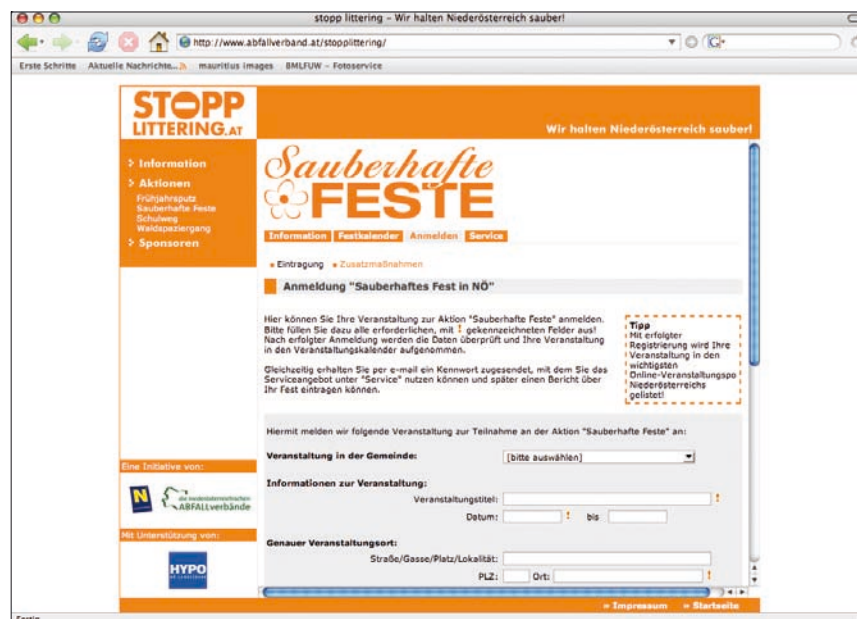 stopp littering – Wir halten Niederösterreich sauber!
http://www.abfallverband.at/stopplittering/
Erste Schritte Aktuelle Nachrichte... mauritius images BMLFUW – Fotoservice
STOPP
LITTERING.AT
Wir halten Niederösterreich sauber!
Information
Aktionen
Frühjahrsputz
Sauberhafte Feste
Schulweg
Waldspaziergang
Sponsoren
Sauberhafte
FESTE
Information Festkalender Anmelden Service
Eintragung Zusatzmaßnahmen
Anmeldung "Sauberhaftes Fest in NÖ"
Hier können Sie Ihre Veranstaltung zur Aktion "Sauberhafte Feste" anmelden.
Bitte füllen Sie dazu alle erforderlichen, mit ! gekennzeichneten Felder aus!
Nach erfolgter Anmeldung werden die Daten überprüft und Ihre Veranstaltung
in den Veranstaltungskalender aufgenommen.
Gleichzeitig erhalten Sie per e-mail ein Kennwort zugesendet, mit dem Sie das
Serviceangebot unter "Service" nutzen können und später einen Bericht über
Ihr Fest eintragen können.
Tipp
Mit erfolgter
Registrierung wird Ihre
Veranstaltung in den
wichtigsten
Online-Veranstaltungspo
Niederösterreichs
gelistet!
Hiermit melden wir folgende Veranstaltung zur Teilnahme an der Aktion "Sauberhafte Feste" an:
Veranstaltung in der Gemeinde: [bitte auswählen]
Informationen zur Veranstaltung:
Veranstaltungstitel: !
Datum: ! bis
Genauer Veranstaltungsort:
Straße/Gasse/Platz/Lokalität:
PLZ: Ort: !
Eine Initiative von:
N
die niederösterreichischen
ABFALLverbände
Mit Unterstützung von:
HYPO
» Impressum » Startseite
Fertig